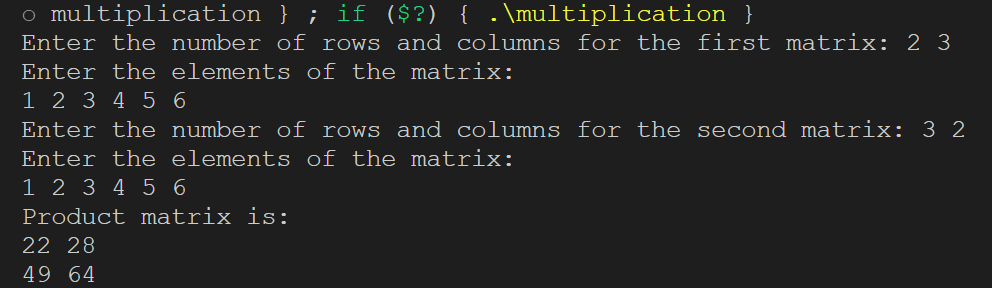 o multiplication } ; if ($?) { .\multiplication }
Enter the number of rows and columns for the first matrix: 2 3
Enter the elements of the matrix:
1 2 3 4 5 6
Enter the number of rows and columns for the second matrix: 3 2
Enter the elements of the matrix:
1 2 3 4 5 6
Product matrix is:
22 28
49 64